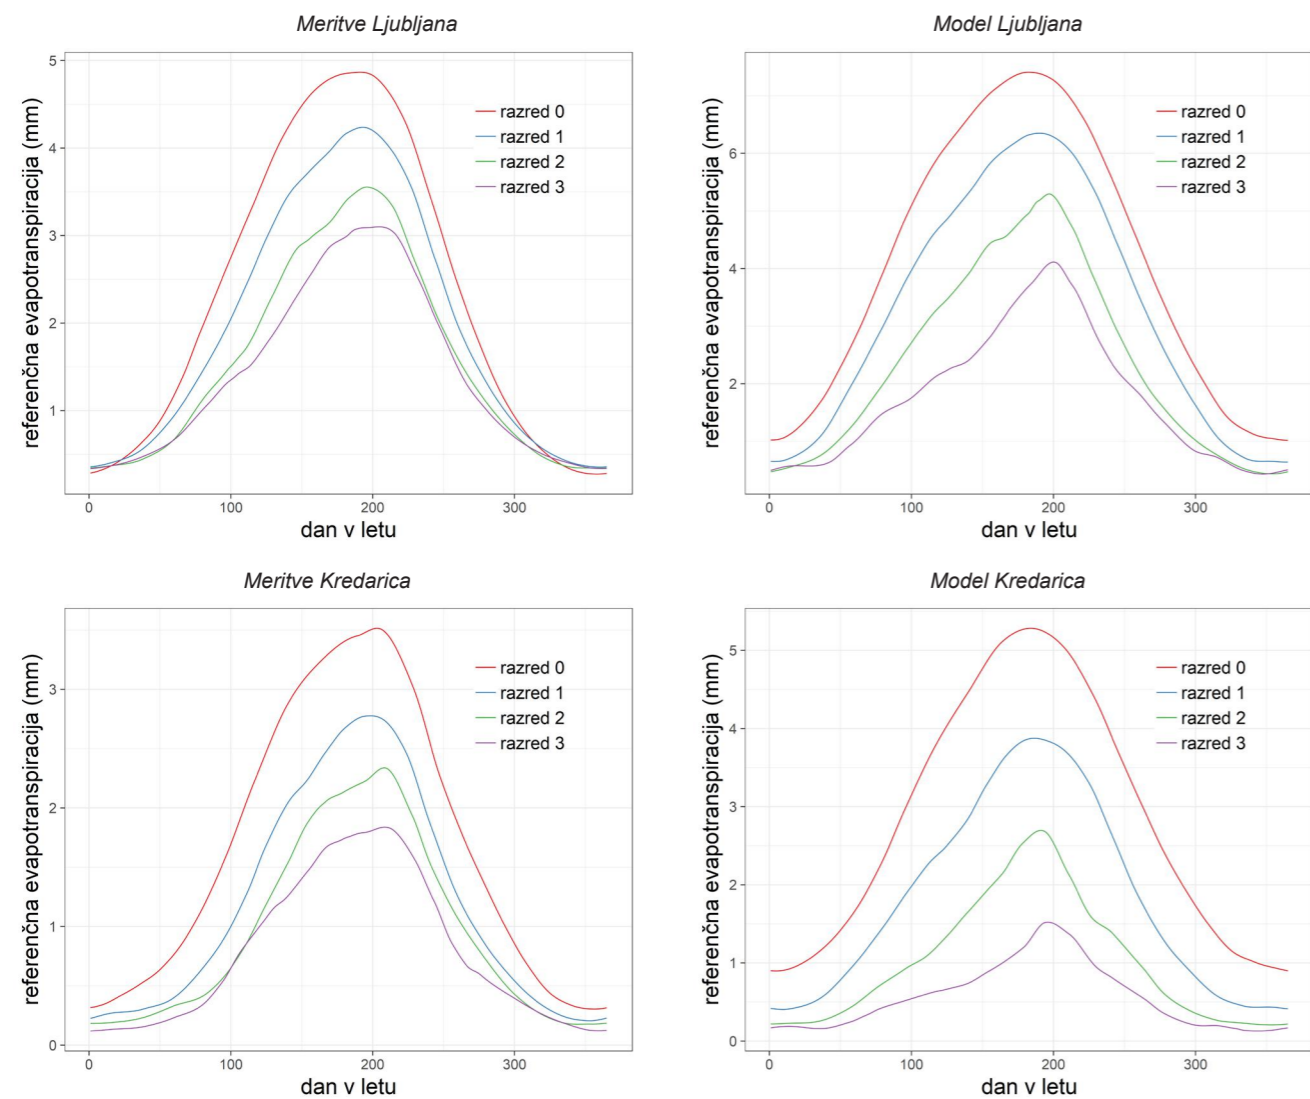 Meritve Ljubljana
referenčna evapotranspiracija (mm)
5
4
3
2
1
0
100
200
300
dan v letu
razred 0
razred 1
razred 2
razred 3
Model Ljubljana
referenčna evapotranspiracija (mm)
6
4
2
0
100
200
300
dan v letu
razred 0
razred 1
razred 2
razred 3
Meritve Kredarica
referenčna evapotranspiracija (mm)
3
2
1
0
0
100
200
300
dan v letu
razred 0
razred 1
razred 2
razred 3
Model Kredarica
referenčna evapotranspiracija (mm)
5
4
3
2
1
0
0
100
200
300
dan v letu
razred 0
razred 1
razred 2
razred 3